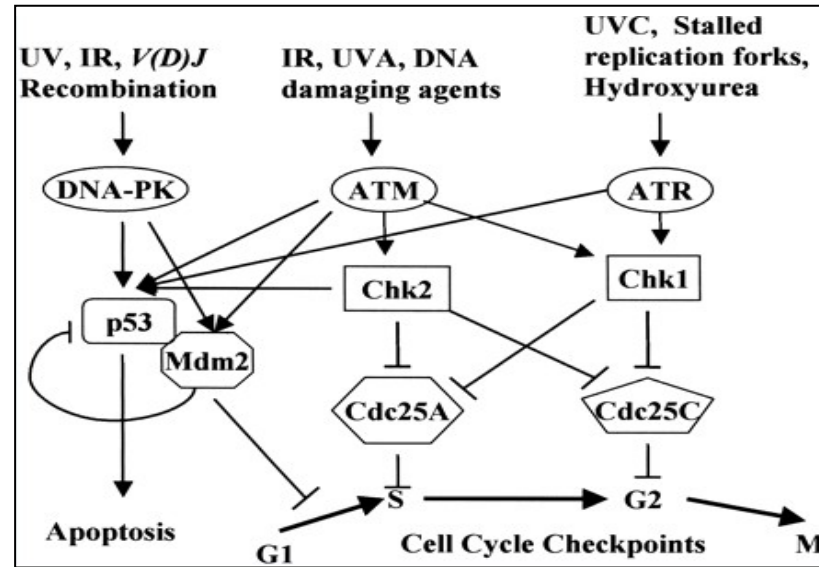 UV, IR, V(D)J
Recombination
IR, UVA, DNA
damaging agents
UVC, Stalled
replication forks,
Hydroxyurea
DNA-PK
ATM
ATR
p53
Mdm2
Chk2
Chk1
Cdc25A
Cdc25C
Apoptosis
G1
S
G2
M
Cell Cycle Checkpoints